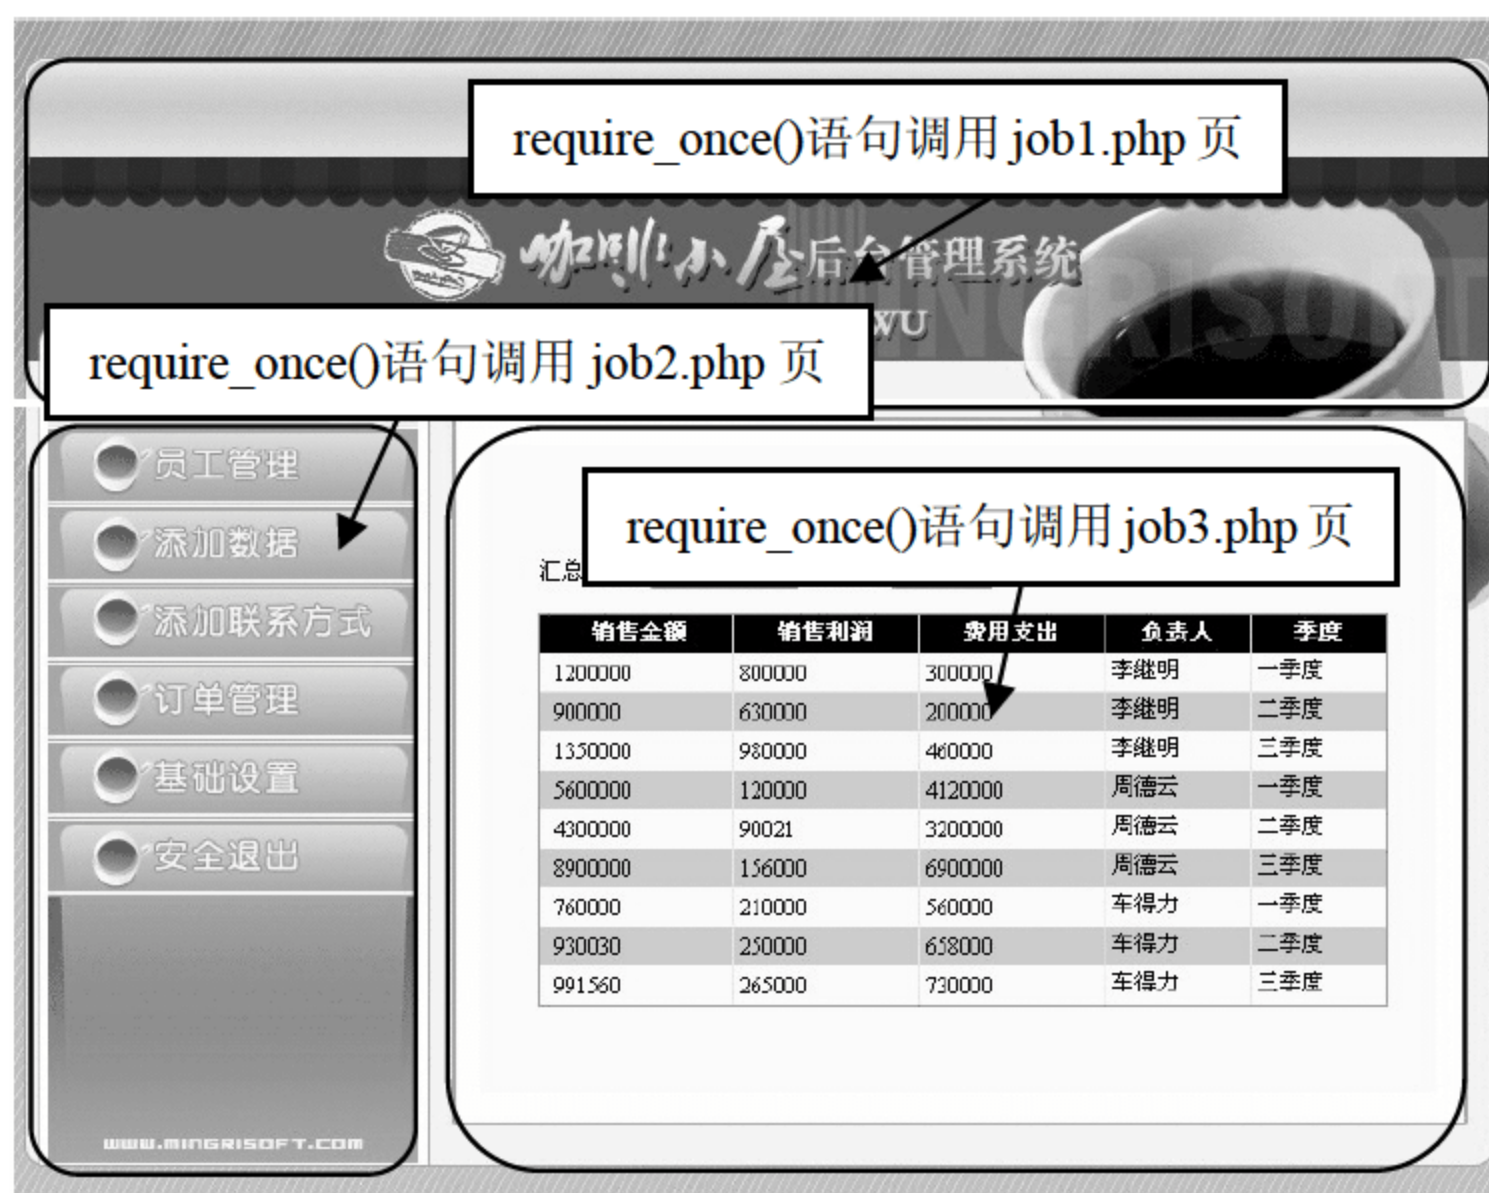 require_once()语句调用 job1.php 页
咖啡小屋后台管理系统
WU
MINGRISOFT
require_once()语句调用 job2.php 页
员工管理
添加数据
添加联系方式
订单管理
基础设置
安全退出
www.mingrisoft.com
require_once()语句调用 job3.php 页
汇总
销售金额 销售利润 费用支出 负责人 季度
1200000 800000 300000 李继明 一季度
900000 630000 200000 李继明 二季度
1350000 980000 460000 李继明 三季度
5600000 120000 4120000 周德云 一季度
4300000 90021 3200000 周德云 二季度
8900000 156000 6900000 周德云 三季度
760000 210000 560000 车得力 一季度
930030 250000 658000 车得力 二季度
991560 265000 730000 车得力 三季度